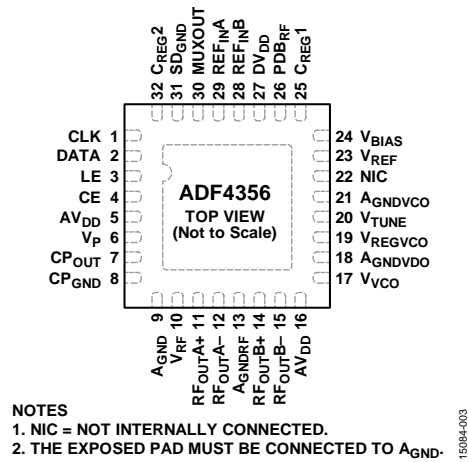 32 CREG2
31 SDGND
30 MUXOUT
29 REFINA
28 REFINB
27 DVDD
26 PDBRF
25 CREG1
CLK 1
DATA 2
LE 3
CE 4
AVDD 5
VP 6
CPOUT 7
CPGND 8
ADF4356
TOP VIEW
(Not to Scale)
24 VBIAS
23 VREF
22 NIC
21 AGNDVCO
20 VTUNE
19 VREGVCO
18 AGNDVDO
17 VVCO
AGND 9
VRF 10
RFOUTA+ 11
RFOUTA– 12
AGNDRF 13
RFOUTB+ 14
RFOUTB– 15
AVDD 16
NOTES
1. NIC = NOT INTERNALLY CONNECTED.
2. THE EXPOSED PAD MUST BE CONNECTED TO AGND.
15084-003